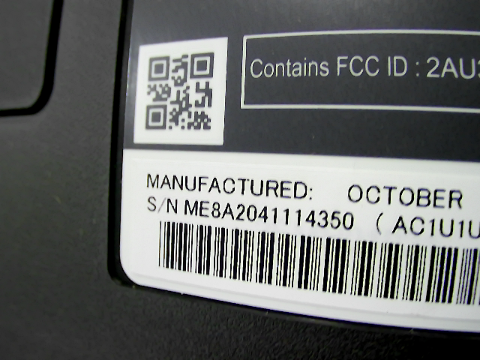 Contains FCC ID : 2AU
MANUFACTURED: OCTOBER
S/N ME8A2041114350 ( AC1U1U